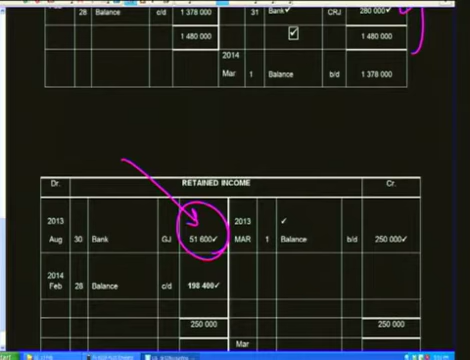 28 Balance c/d 1 378 000 31 Bank✓ CRJ 280 000✓
1 480 000 ✓ 1 480 000
2014
Mar 1 Balance b/d 1 378 000
Dr. RETAINED INCOME Cr.
2013 2013 ✓
Aug 30 Bank GJ 51 600✓ MAR 1 Balance b/d 250 000✓
2014
Feb 28 Balance c/d 198 400✓
250 000 250 000
Mar